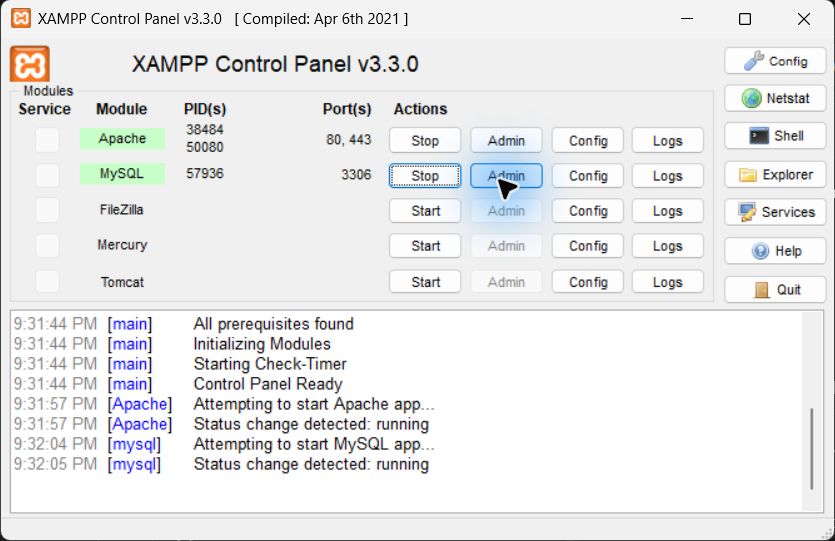 XAMPP Control Panel v3.3.0 [ Compiled: Apr 6th 2021 ]
XAMPP Control Panel v3.3.0
Config
Modules
Service Module PID(s) Port(s) Actions
Netstat
Apache 38484 50080 80, 443 Stop Admin Config Logs
Shell
MySQL 57936 3306 Stop Admin Config Logs
Explorer
FileZilla Start Admin Config Logs
Services
Mercury Start Admin Config Logs
Help
Tomcat Start Admin Config Logs
Quit
9:31:44 PM [main] All prerequisites found
9:31:44 PM [main] Initializing Modules
9:31:44 PM [main] Starting Check-Timer
9:31:44 PM [main] Control Panel Ready
9:31:57 PM [Apache] Attempting to start Apache app...
9:31:57 PM [Apache] Status change detected: running
9:32:04 PM [mysql] Attempting to start MySQL app...
9:32:05 PM [mysql] Status change detected: running